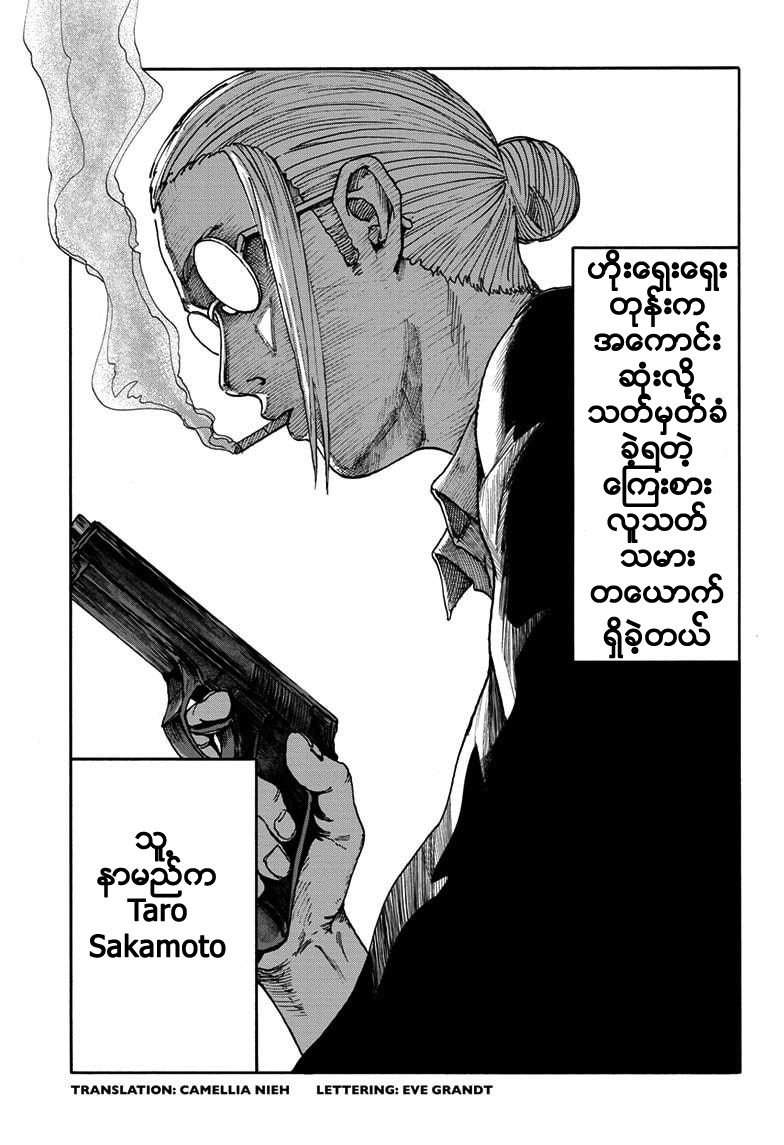 ဟိုးရှေးရှေး
တုန်းက
အကောင်း
ဆုံးလို့
သတ်မှတ်ခံ
ခဲ့ရတဲ့
ကြေးစား
လူသတ်
သမား
တယောက်
ရှိခဲ့တယ်
သူ့
နာမည်က
Taro
Sakamoto
TRANSLATION: CAMELLIA NIEH LETTERING: EVE GRANDT